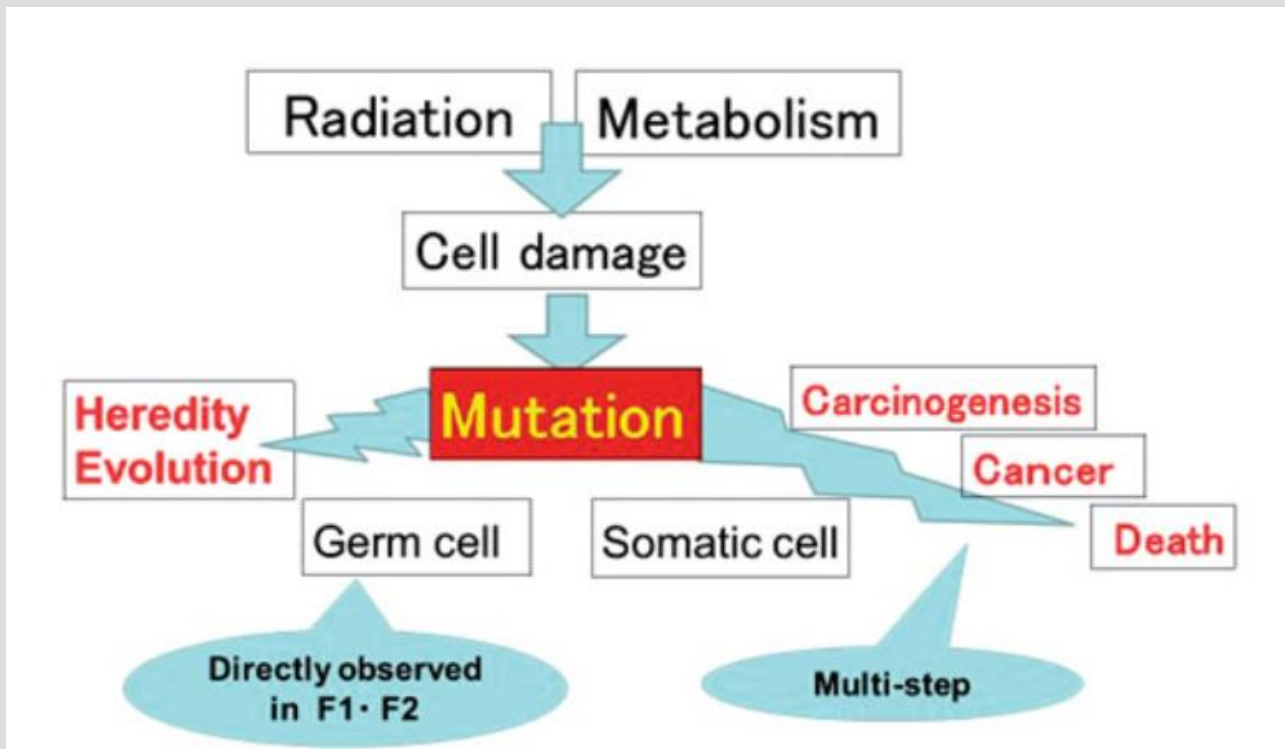 Radiation
Metabolism
Cell damage
Mutation
Heredity
Evolution
Carcinogenesis
Cancer
Death
Germ cell
Somatic cell
Directly observed
in F1・F2
Multi-step